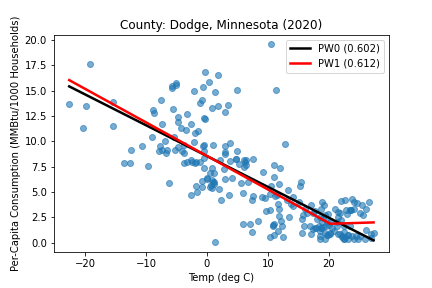 County: Dodge, Minnesota (2020)
Per-Capita Consumption (MMBtu/1000 Households)
20.0
17.5
15.0
12.5
10.0
7.5
5.0
2.5
0.0
PW0 (0.602)
PW1 (0.612)
−20 −10 0 10 20
Temp (deg C)